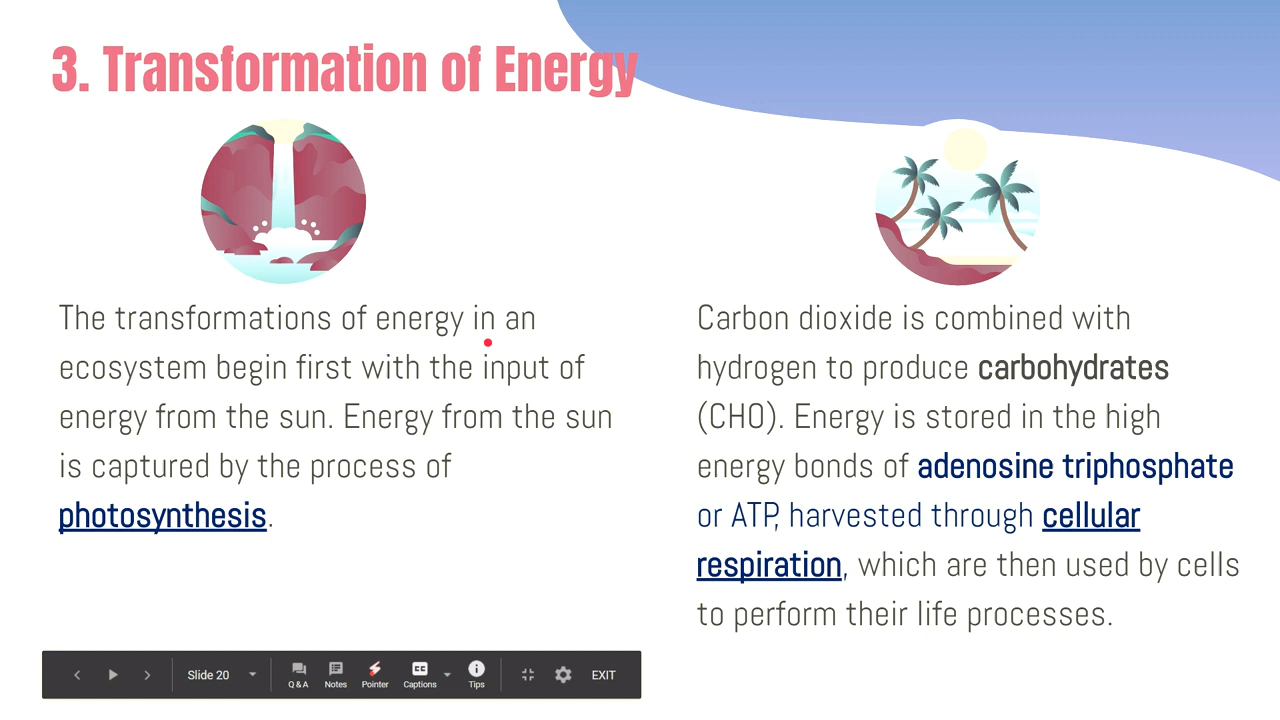 3. Transformation of Energy
The transformations of energy in an
ecosystem begin first with the input of
energy from the sun. Energy from the sun
is captured by the process of
photosynthesis.
Carbon dioxide is combined with
hydrogen to produce carbohydrates
(CHO). Energy is stored in the high
energy bonds of adenosine triphosphate
or ATP, harvested through cellular
respiration, which are then used by cells
to perform their life processes.
Slide 20
Q & A
Notes
Pointer
CC
Captions
Tips
EXIT